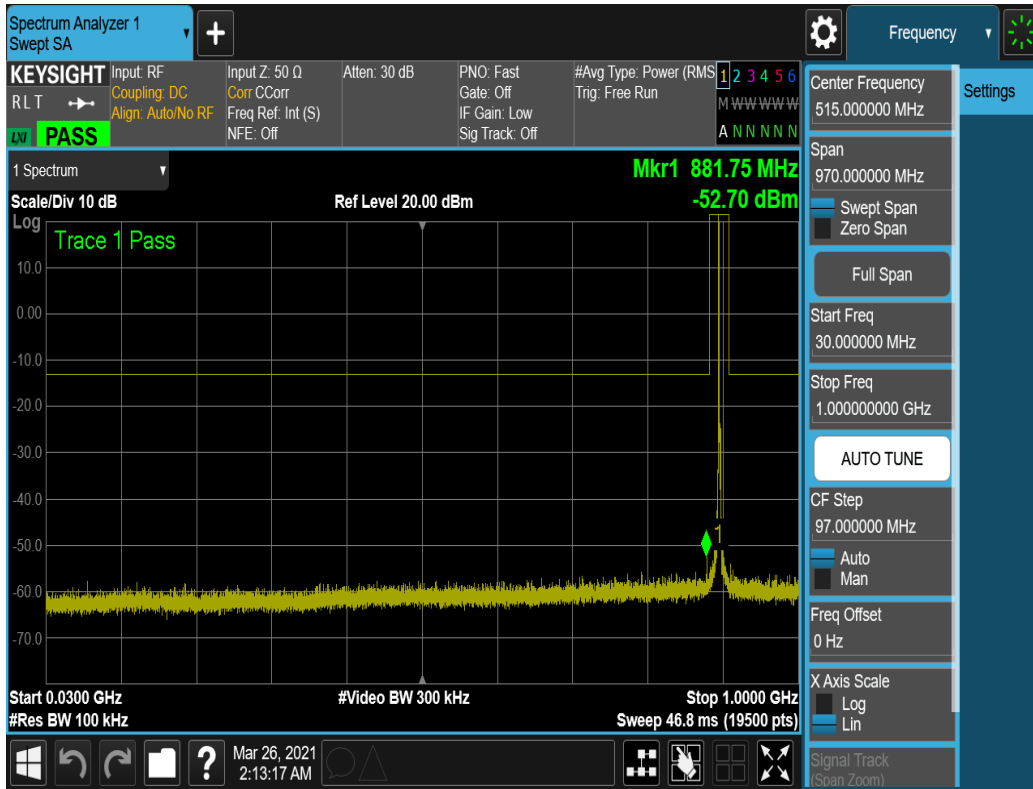 Spectrum Analyzer 1
Swept SA
+
Frequency
KEYSIGHT
RLT
LXI PASS
Input: RF
Coupling: DC
Align: Auto/No RF
Input Z: 50 Ω
Corr CCorr
Freq Ref: Int (S)
NFE: Off
Atten: 30 dB
PNO: Fast
Gate: Off
IF Gain: Low
Sig Track: Off
#Avg Type: Power (RMS
Trig: Free Run
1 2 3 4 5 6
M W W W W W
A N N N N N
1 Spectrum
Scale/Div 10 dB
Ref Level 20.00 dBm
Mkr1 881.75 MHz
-52.70 dBm
Log
Trace 1 Pass
10.0
0.00
-10.0
-20.0
-30.0
-40.0
-50.0
-60.0
-70.0
1
Start 0.0300 GHz
#Video BW 300 kHz
Stop 1.0000 GHz
#Res BW 100 kHz
Sweep 46.8 ms (19500 pts)
?
Mar 26, 2021
2:13:17 AM
Center Frequency
515.000000 MHz
Span
970.000000 MHz
Swept Span
Zero Span
Full Span
Start Freq
30.000000 MHz
Stop Freq
1.000000000 GHz
AUTO TUNE
CF Step
97.000000 MHz
Auto
Man
Freq Offset
0 Hz
X Axis Scale
Log
Lin
Signal Track
(Span Zoom)
Settings